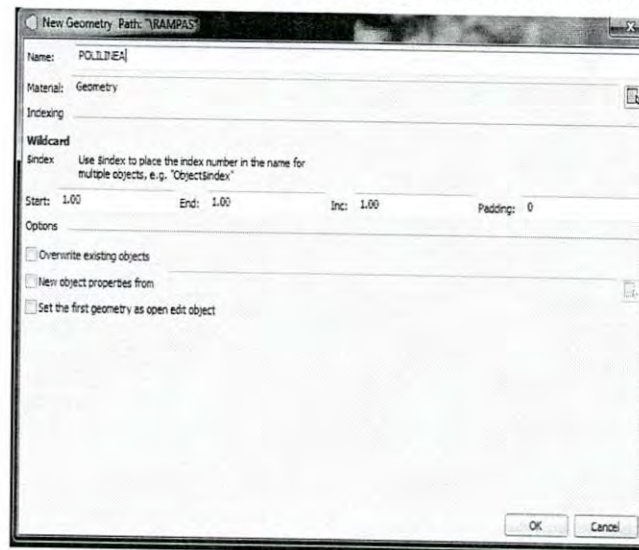 New Geometry Path: "\RAMPAS"
Name: POLILINEA
Material: Geometry
Indexing
Wildcard
$index Use $index to place the index number in the name for
multiple objects, e.g. "Object$index"
Start: 1.00 End: 1.00 Inc: 1.00 Padding: 0
Options
Overwrite existing objects
New object properties from
Set the first geometry as open edit object
OK Cancel